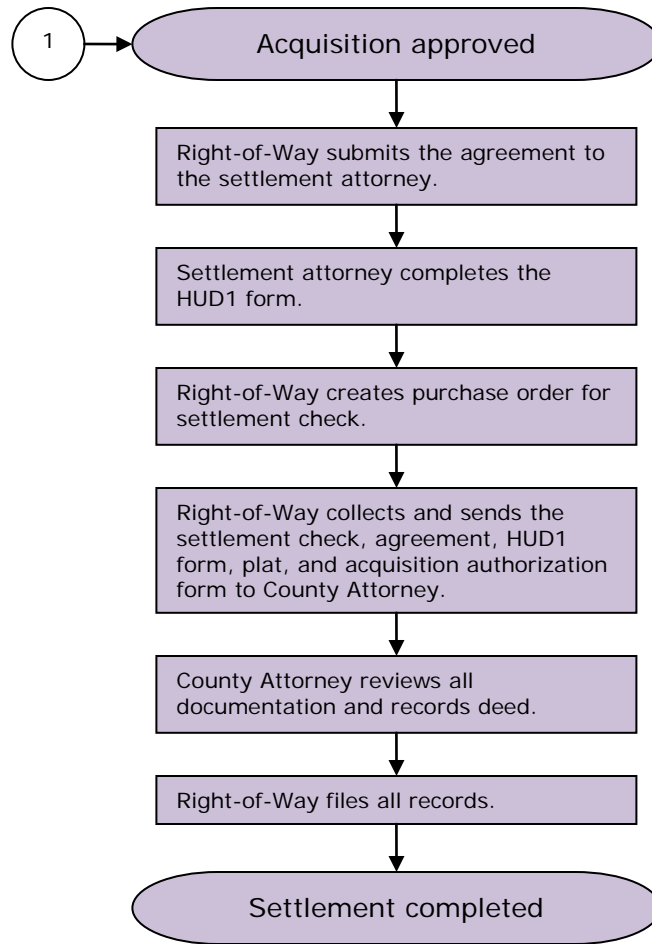 1
Acquisition approved
Right-of-Way submits the agreement to
the settlement attorney.
Settlement attorney completes the
HUD1 form.
Right-of-Way creates purchase order for
settlement check.
Right-of-Way collects and sends the
settlement check, agreement, HUD1
form, plat, and acquisition authorization
form to County Attorney.
County Attorney reviews all
documentation and records deed.
Right-of-Way files all records.
Settlement completed